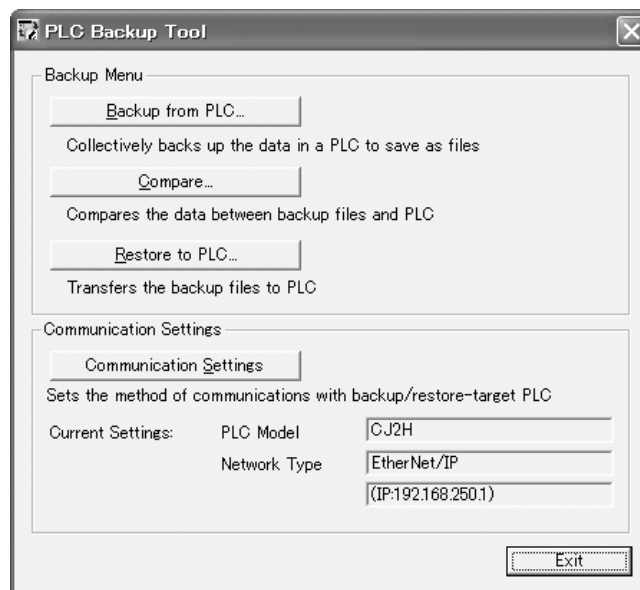 PLC Backup Tool
Backup Menu
Backup from PLC...
Collectively backs up the data in a PLC to save as files
Compare...
Compares the data between backup files and PLC
Restore to PLC...
Transfers the backup files to PLC
Communication Settings
Communication Settings
Sets the method of communications with backup/restore-target PLC
Current Settings: PLC Model CJ2H
Network Type EtherNet/IP
(IP:192.168.250.1)
Exit